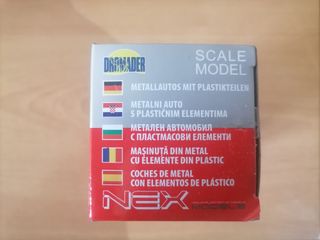 DROMADER
SCALE
MODEL
METALLAUTOS MIT PLASTIKTEILEN
METALNI AUTO
S PLASTIČNIM ELEMENTIMA
МЕТАЛЕН АВТОМОБИЛ
С ПЛАСТМАСОВИ ЕЛЕМЕНТИ
MAȘINUȚĂ DIN METAL
CU ELEMENTE DIN PLASTIC
COCHES DE METAL
CON ELEMENTOS DE PLÁSTICO
NEX
MODELS